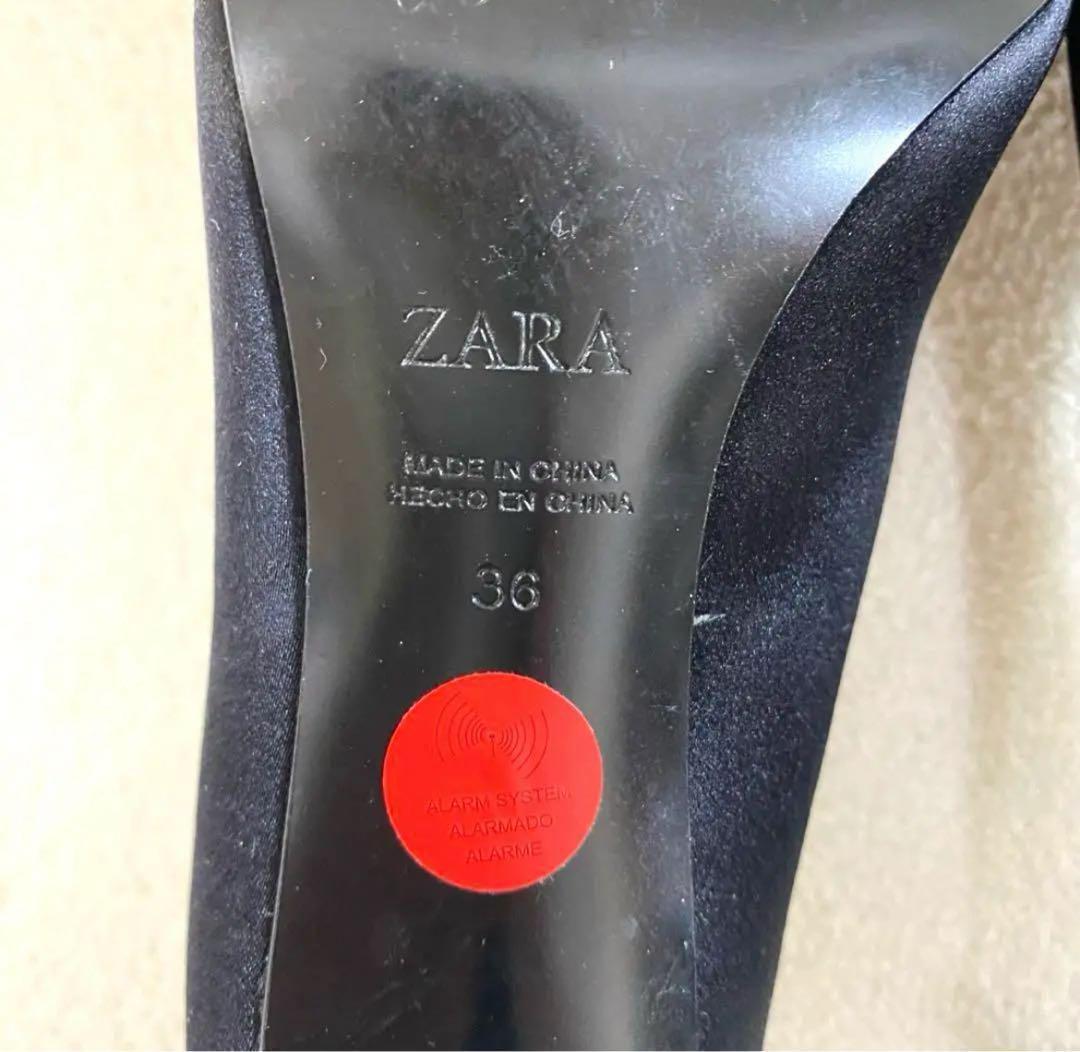 ZARA
MADE IN CHINA
HECHO EN CHINA
36
ALARM SYSTEM
ALARMADO
ALARME